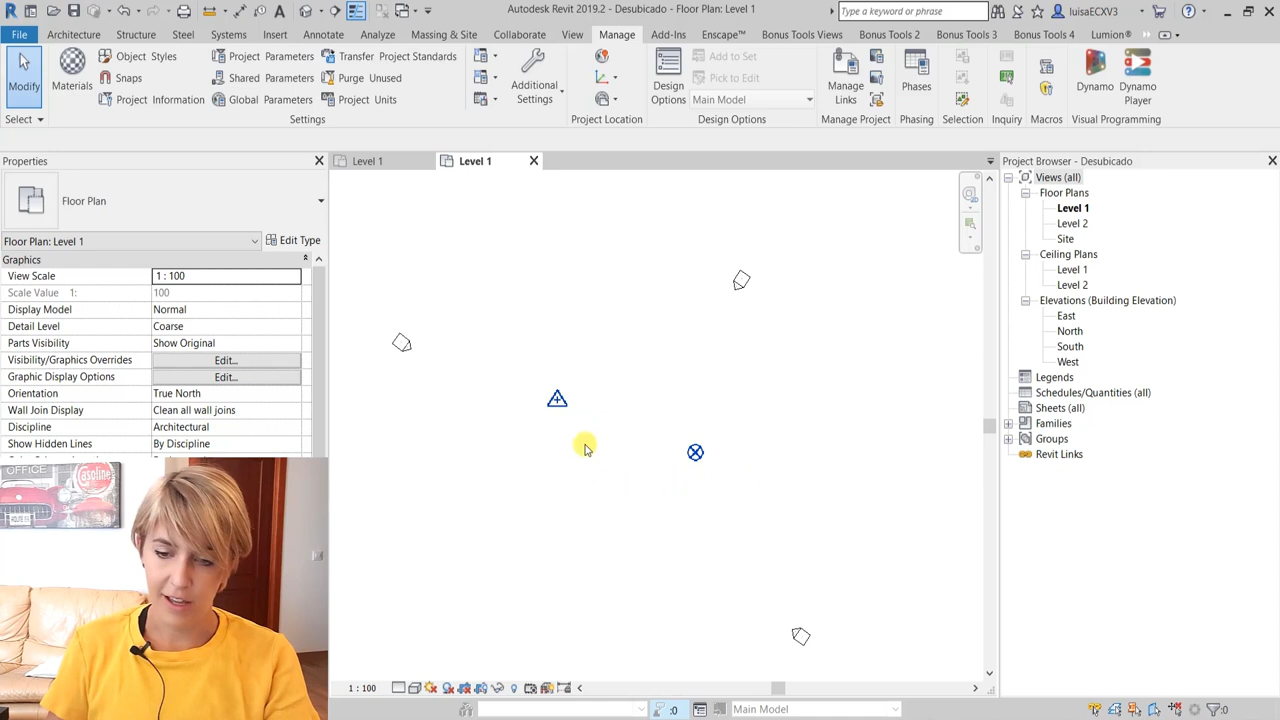 Autodesk Revit 2019.2 - Desubicado - Floor Plan: Level 1
Type a keyword or phrase
luisaECXV3
File Architecture Structure Steel Systems Insert Annotate Analyze Massing & Site Collaborate View Manage Add-Ins Enscape™ Bonus Tools Views Bonus Tools 2 Bonus Tools 3 Bonus Tools 4 Lumion®
Modify
Materials
Object Styles
Snaps
Project Information
Project Parameters
Shared Parameters
Global Parameters
Transfer Project Standards
Purge Unused
Project Units
Additional
Settings
Design
Options
Add to Set
Pick to Edit
Main Model
Manage
Links
Phases
Dynamo
Dynamo
Player
Select Settings Project Location Design Options Manage Project Phasing Selection Inquiry Macros Visual Programming
Properties
Floor Plan
Floor Plan: Level 1
Edit Type
Graphics
View Scale 1 : 100
Scale Value 1: 100
Display Model Normal
Detail Level Coarse
Parts Visibility Show Original
Visibility/Graphics Overrides Edit...
Graphic Display Options Edit...
Orientation True North
Wall Join Display Clean all wall joins
Discipline Architectural
Show Hidden Lines By Discipline
OFFICE
gasoline
Level 1
Level 1
1 : 100
:0
Main Model
:0
Project Browser - Desubicado
Views (all)
Floor Plans
Level 1
Level 2
Site
Ceiling Plans
Level 1
Level 2
Elevations (Building Elevation)
East
North
South
West
Legends
Schedules/Quantities (all)
Sheets (all)
Families
Groups
Revit Links